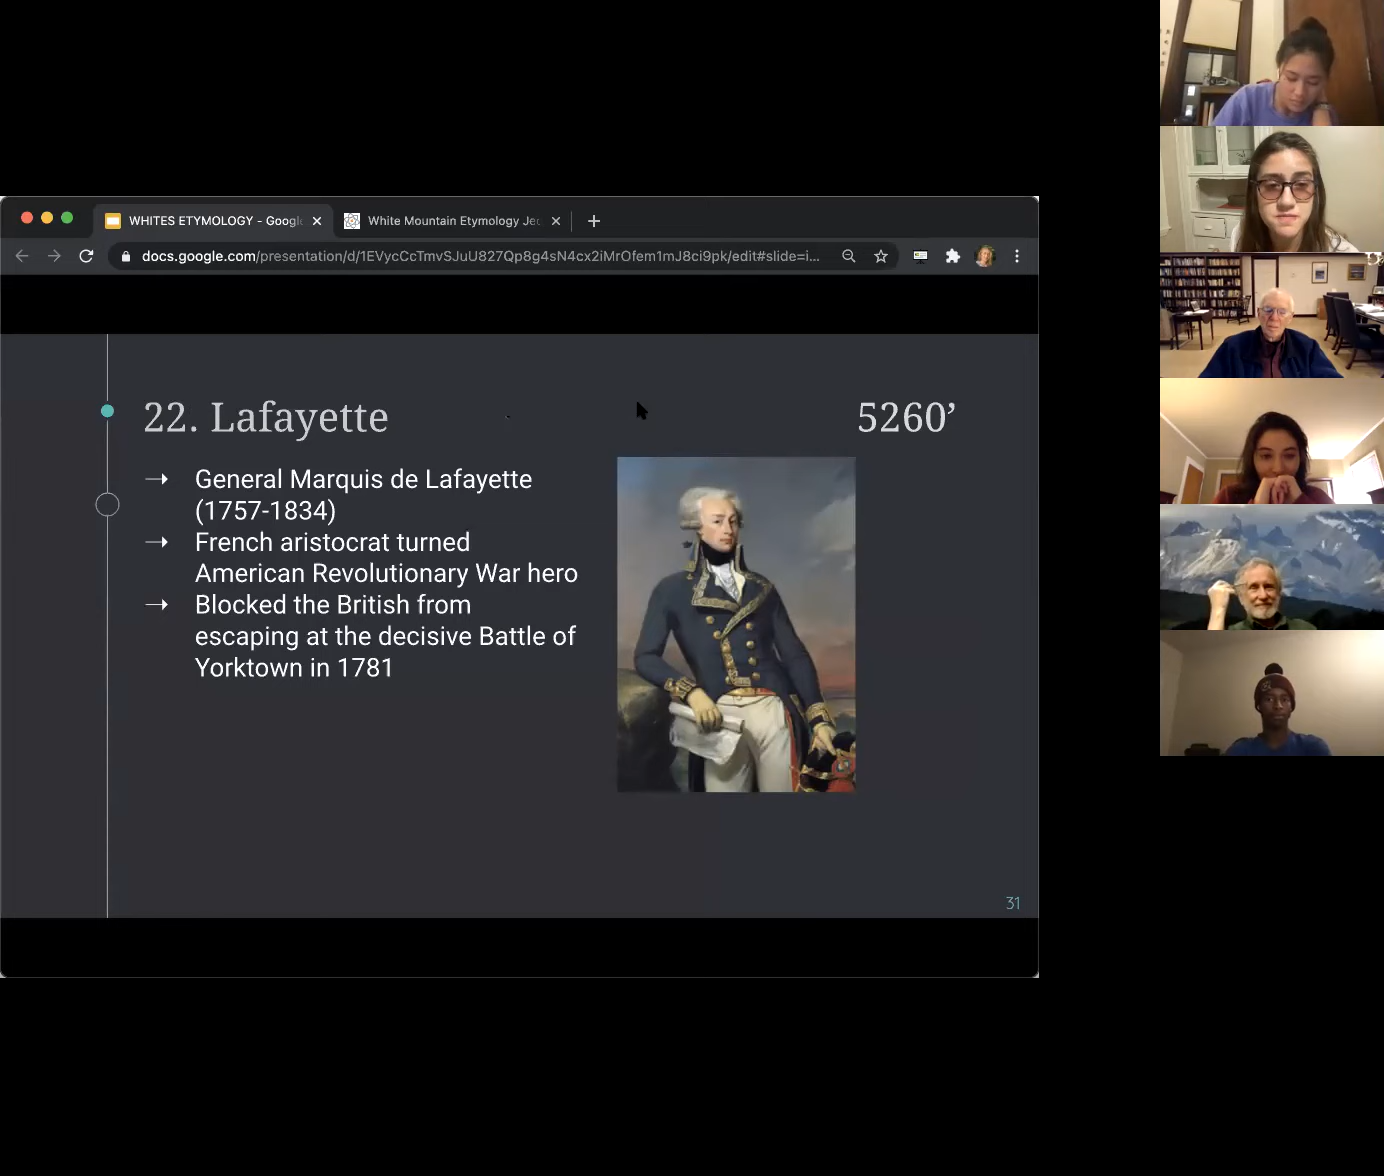 WHITES ETYMOLOGY - Googl
White Mountain Etymology Jeo
docs.google.com/presentation/d/1EVycCcTmvSJuU827Qp8g4sN4cx2iMrOfem1mJ8ci9pk/edit#slide=i...
22. Lafayette 5260’
→ General Marquis de Lafayette
(1757-1834)
→ French aristocrat turned
American Revolutionary War hero
→ Blocked the British from
escaping at the decisive Battle of
Yorktown in 1781
31